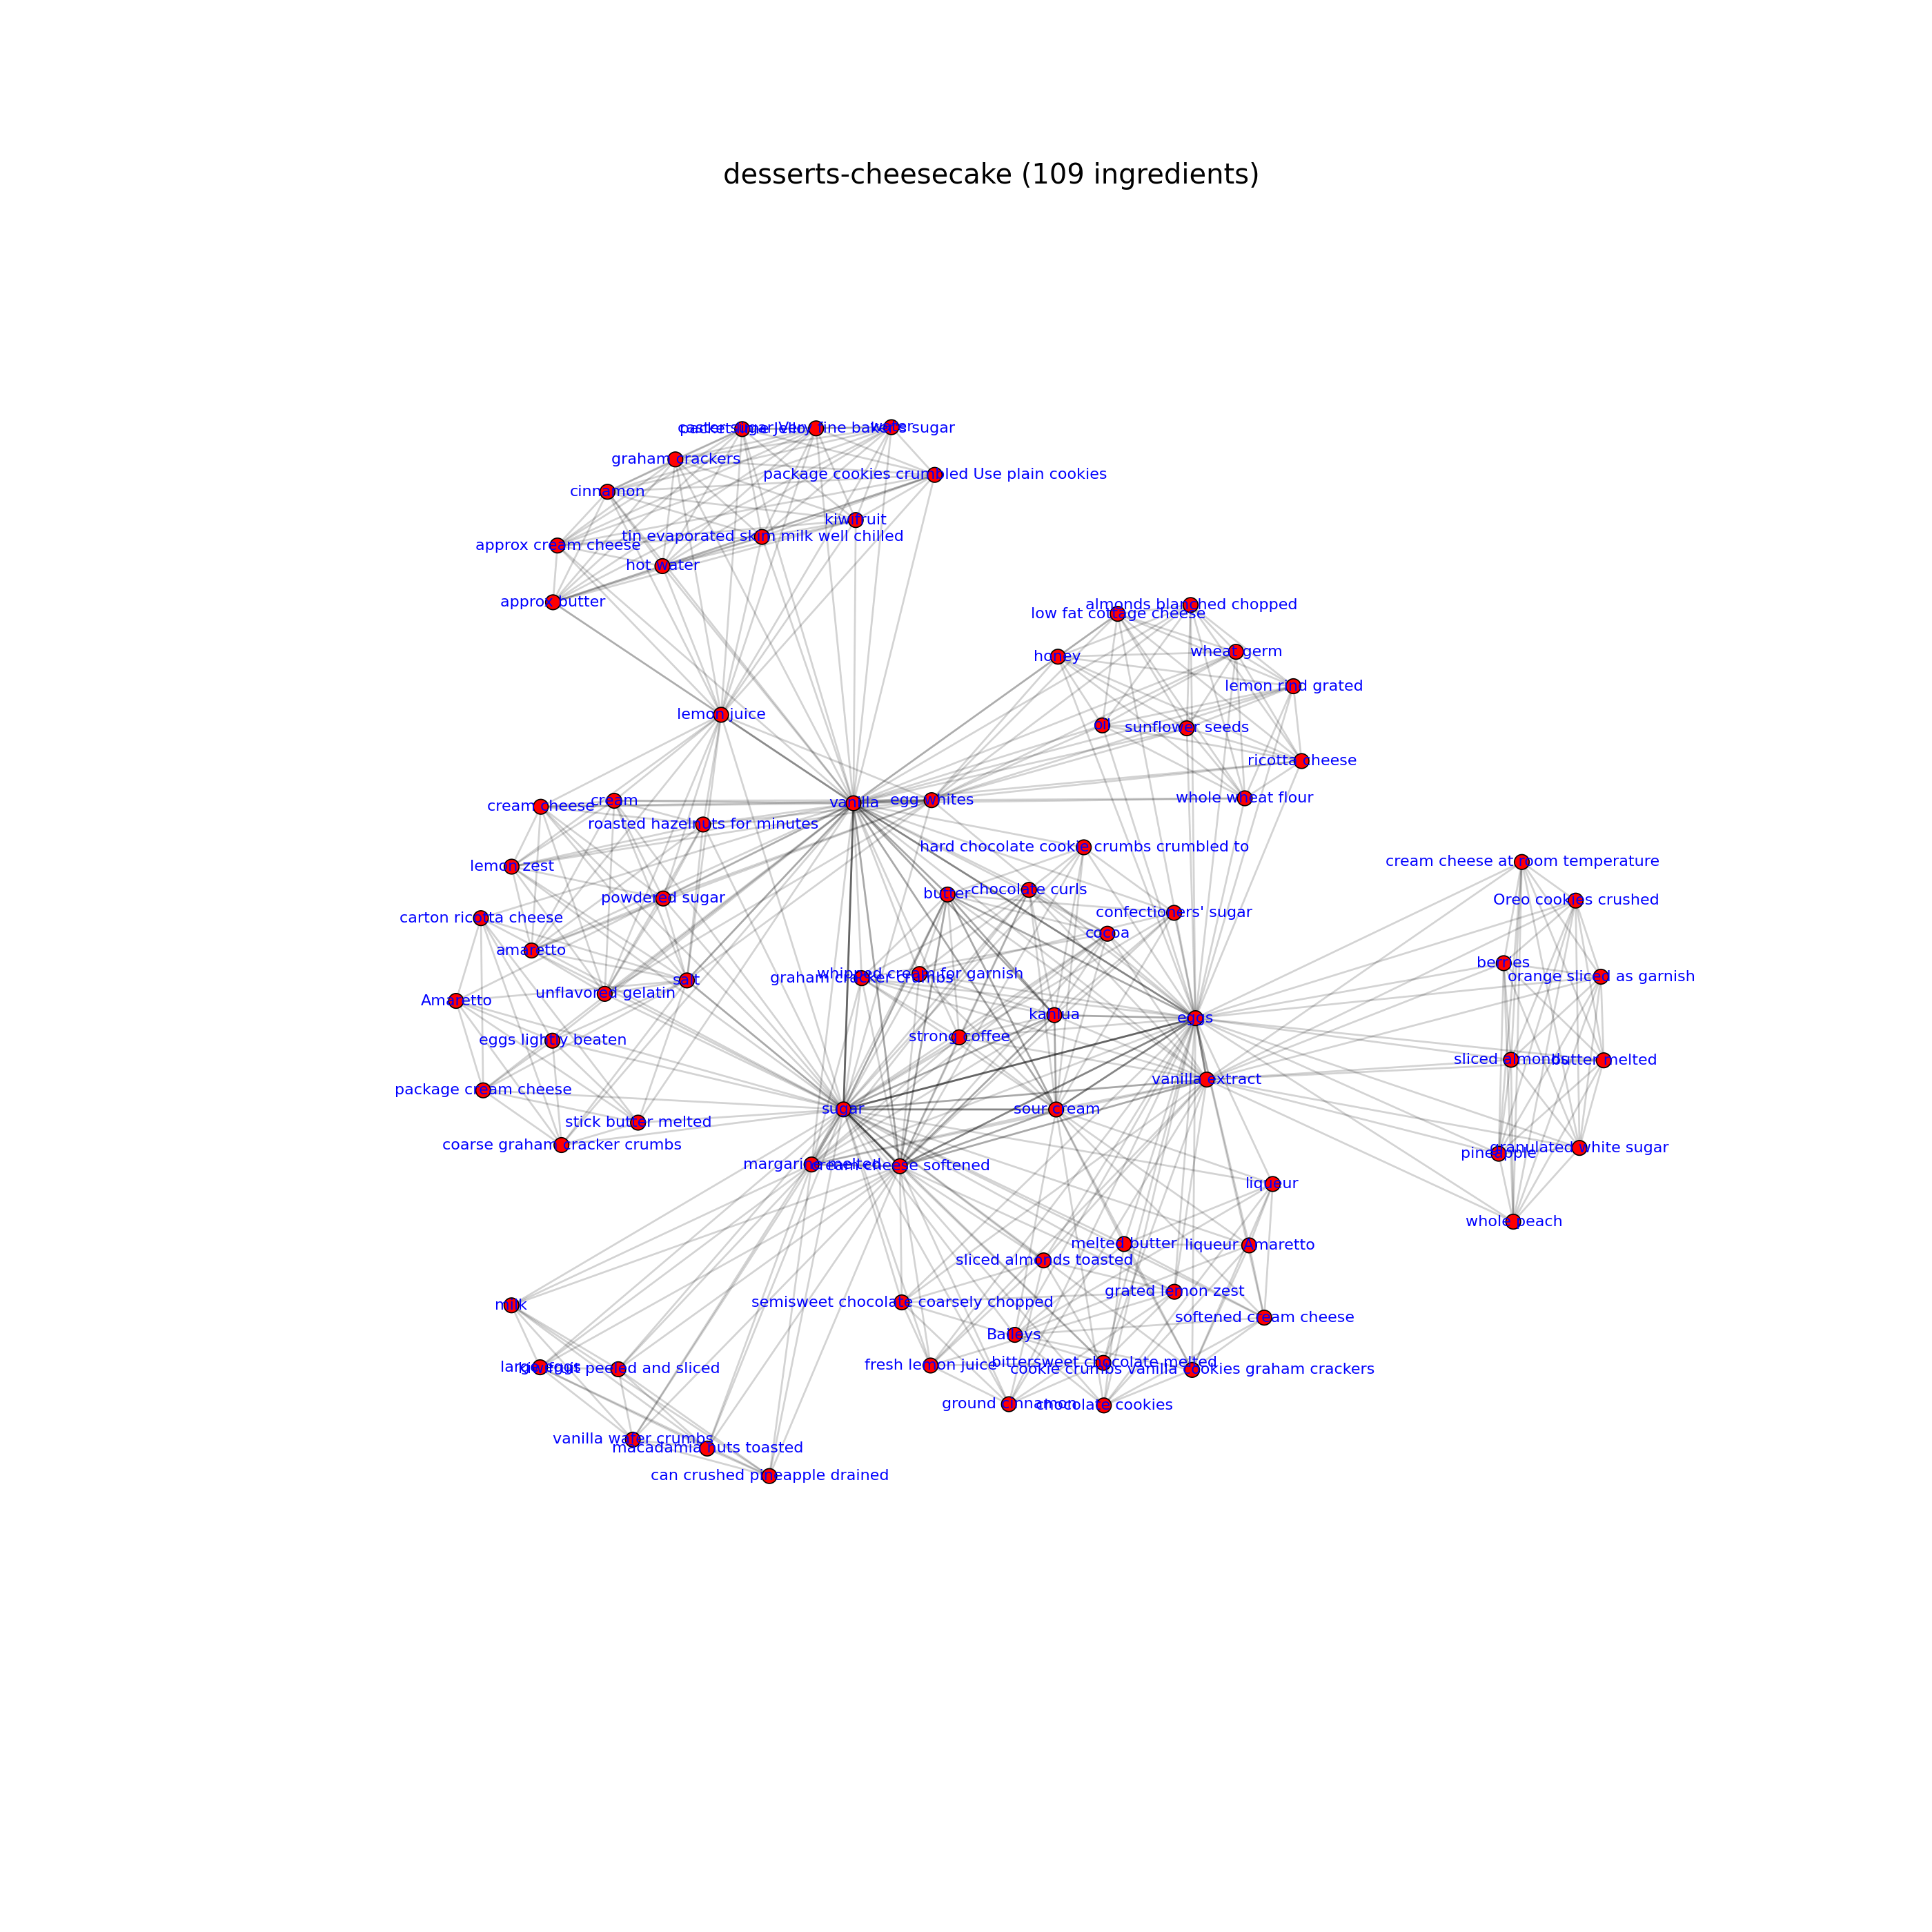 desserts-cheesecake (109 ingredients)
caster sugar Very fine bakers sugar
packet lime Jello
water
graham crackers
package cookies crumbled Use plain cookies
cinnamon
kiwifruit
tin evaporated skim milk well chilled
approx cream cheese
hot water
approx butter
almonds blanched chopped
low fat cottage cheese
honey
wheat germ
lemon rind grated
lemon juice
oil
sunflower seeds
ricotta cheese
cream cheese
cream
vanilla
egg whites
whole wheat flour
roasted hazelnuts for minutes
hard chocolate cookie crumbs crumbled to
cream cheese at room temperature
lemon zest
powdered sugar
butter
chocolate curls
Oreo cookies crushed
carton ricotta cheese
confectioners' sugar
cocoa
amaretto
berries
orange sliced as garnish
whipped cream for garnish
graham cracker crumbs
salt
unflavored gelatin
Amaretto
kahlua
eggs
eggs lightly beaten
strong coffee
sliced almonds
butter melted
vanilla extract
package cream cheese
sugar
sour cream
stick butter melted
coarse graham cracker crumbs
granulated white sugar
pineapple
margarine melted
cream cheese softened
liqueur
whole peach
melted butter
liqueur Amaretto
sliced almonds toasted
grated lemon zest
milk
semisweet chocolate coarsely chopped
softened cream cheese
Baileys
large eggs
kiwifruit peeled and sliced
fresh lemon juice
bittersweet chocolate melted
cookie crumbs vanilla cookies graham crackers
ground cinnamon
chocolate cookies
vanilla wafer crumbs
macadamia nuts toasted
can crushed pineapple drained